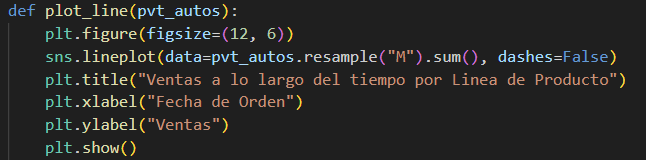 def plot_line(pvt_autos):
    plt.figure(figsize=(12, 6))
    sns.lineplot(data=pvt_autos.resample("M").sum(), dashes=False)
    plt.title("Ventas a lo largo del tiempo por Linea de Producto")
    plt.xlabel("Fecha de Orden")
    plt.ylabel("Ventas")
    plt.show()